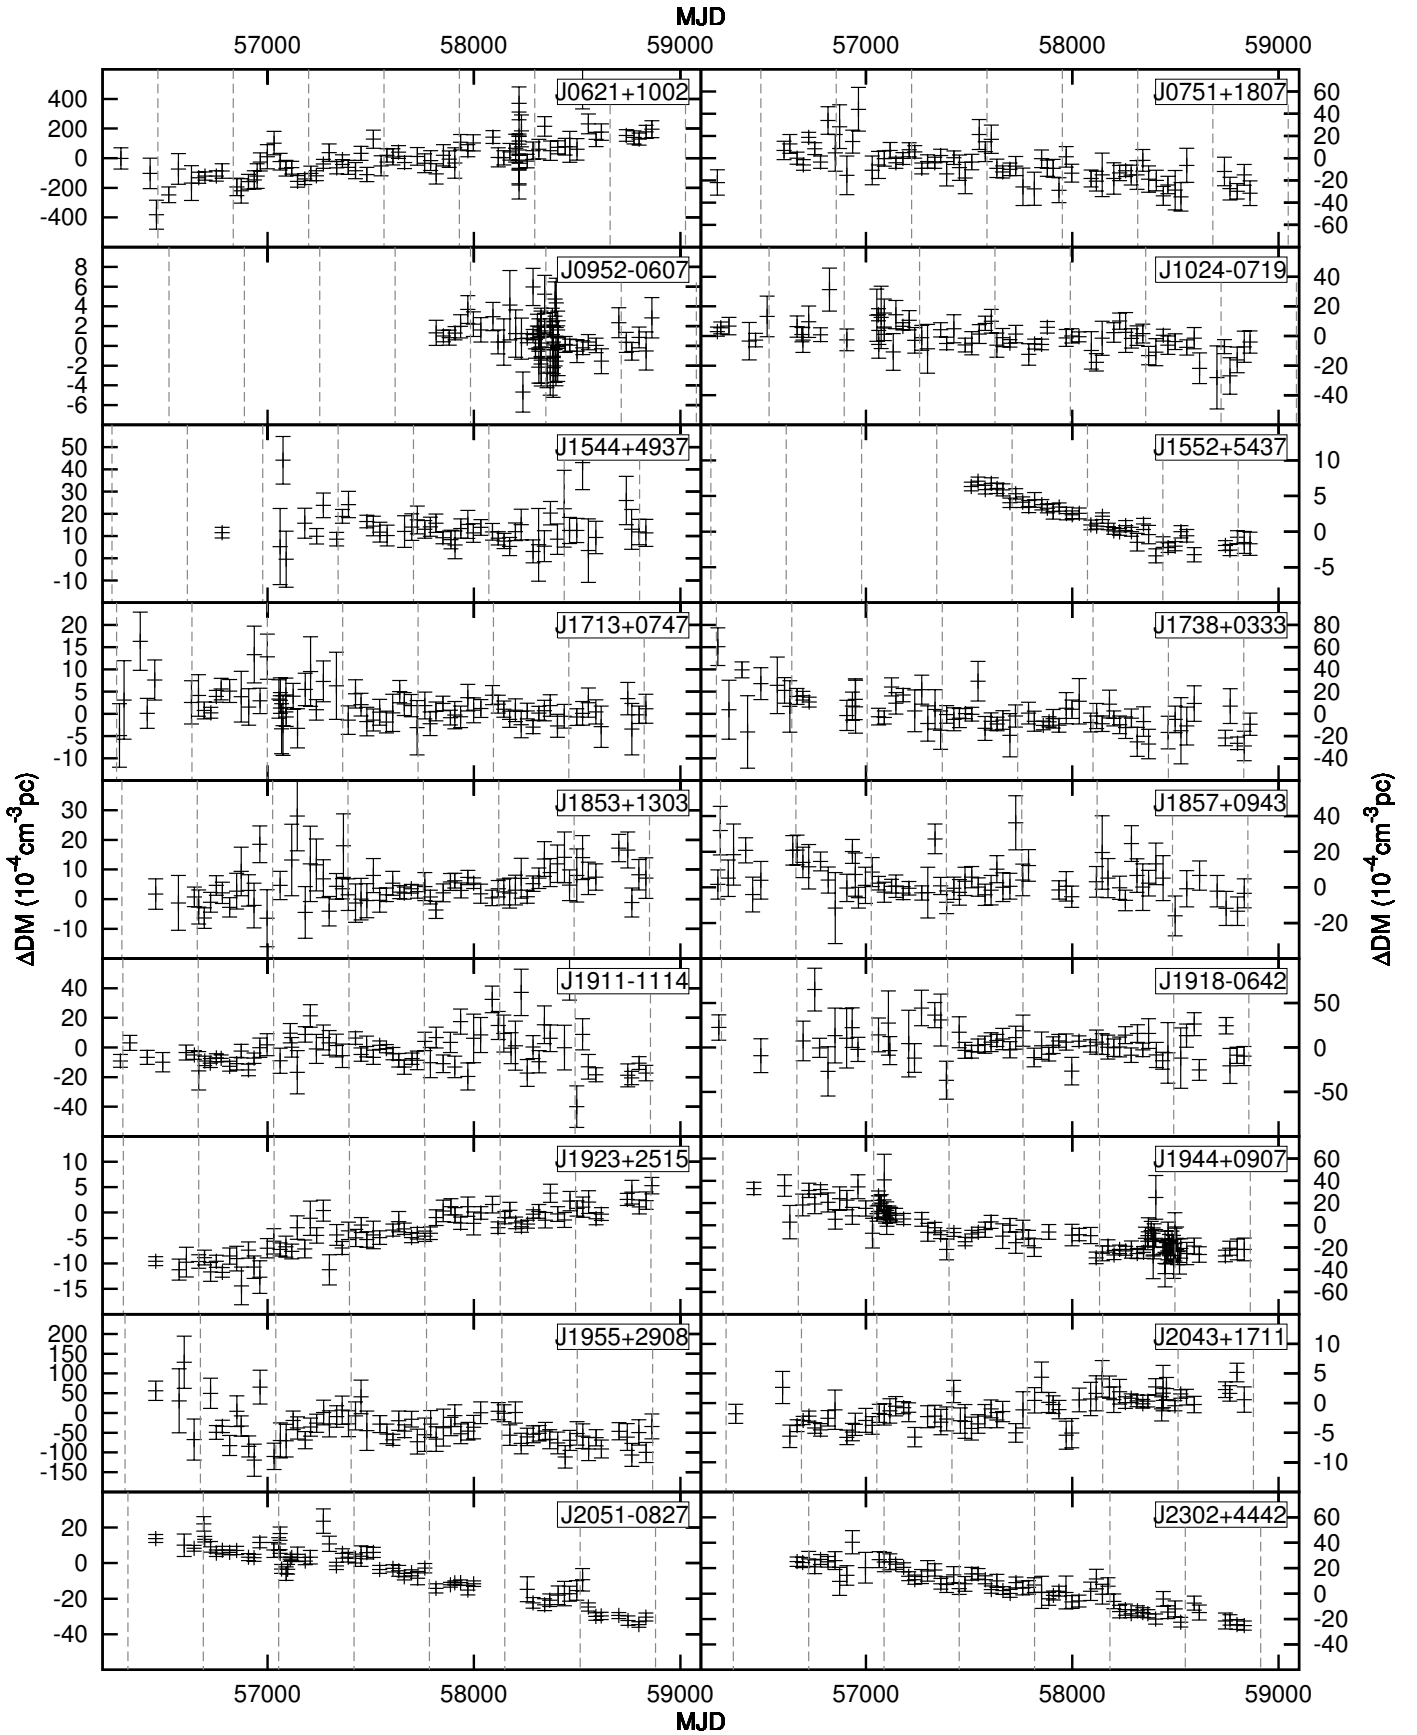 MJD
57000 58000 59000 57000 58000 59000
J0621+1002 J0751+1807
400 200 0 -200 -400
60 40 20 0 -20 -40 -60
J0952-0607 J1024-0719
8 6 4 2 0 -2 -4 -6
40 20 0 -20 -40
J1544+4937 J1552+5437
50 40 30 20 10 0 -10
10 5 0 -5
J1713+0747 J1738+0333
20 15 10 5 0 -5 -10
80 60 40 20 0 -20 -40
J1853+1303 J1857+0943
30 20 10 0 -10
40 20 0 -20
ΔDM (10⁻⁴cm⁻³pc) ΔDM (10⁻⁴cm⁻³pc)
J1911-1114 J1918-0642
40 20 0 -20 -40
50 0 -50
J1923+2515 J1944+0907
10 5 0 -5 -10 -15
60 40 20 0 -20 -40 -60
J1955+2908 J2043+1711
200 150 100 50 0 -50 -100 -150
10 5 0 -5 -10
J2051-0827 J2302+4442
20 0 -20 -40
60 40 20 0 -20 -40
57000 58000 59000 57000 58000 59000
MJD